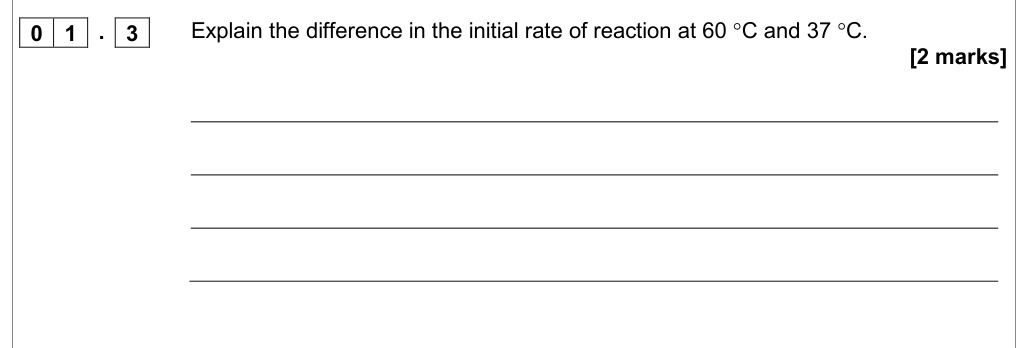 0 1 . 3 Explain the difference in the initial rate of reaction at 60 °C and 37 °C.
[2 marks]